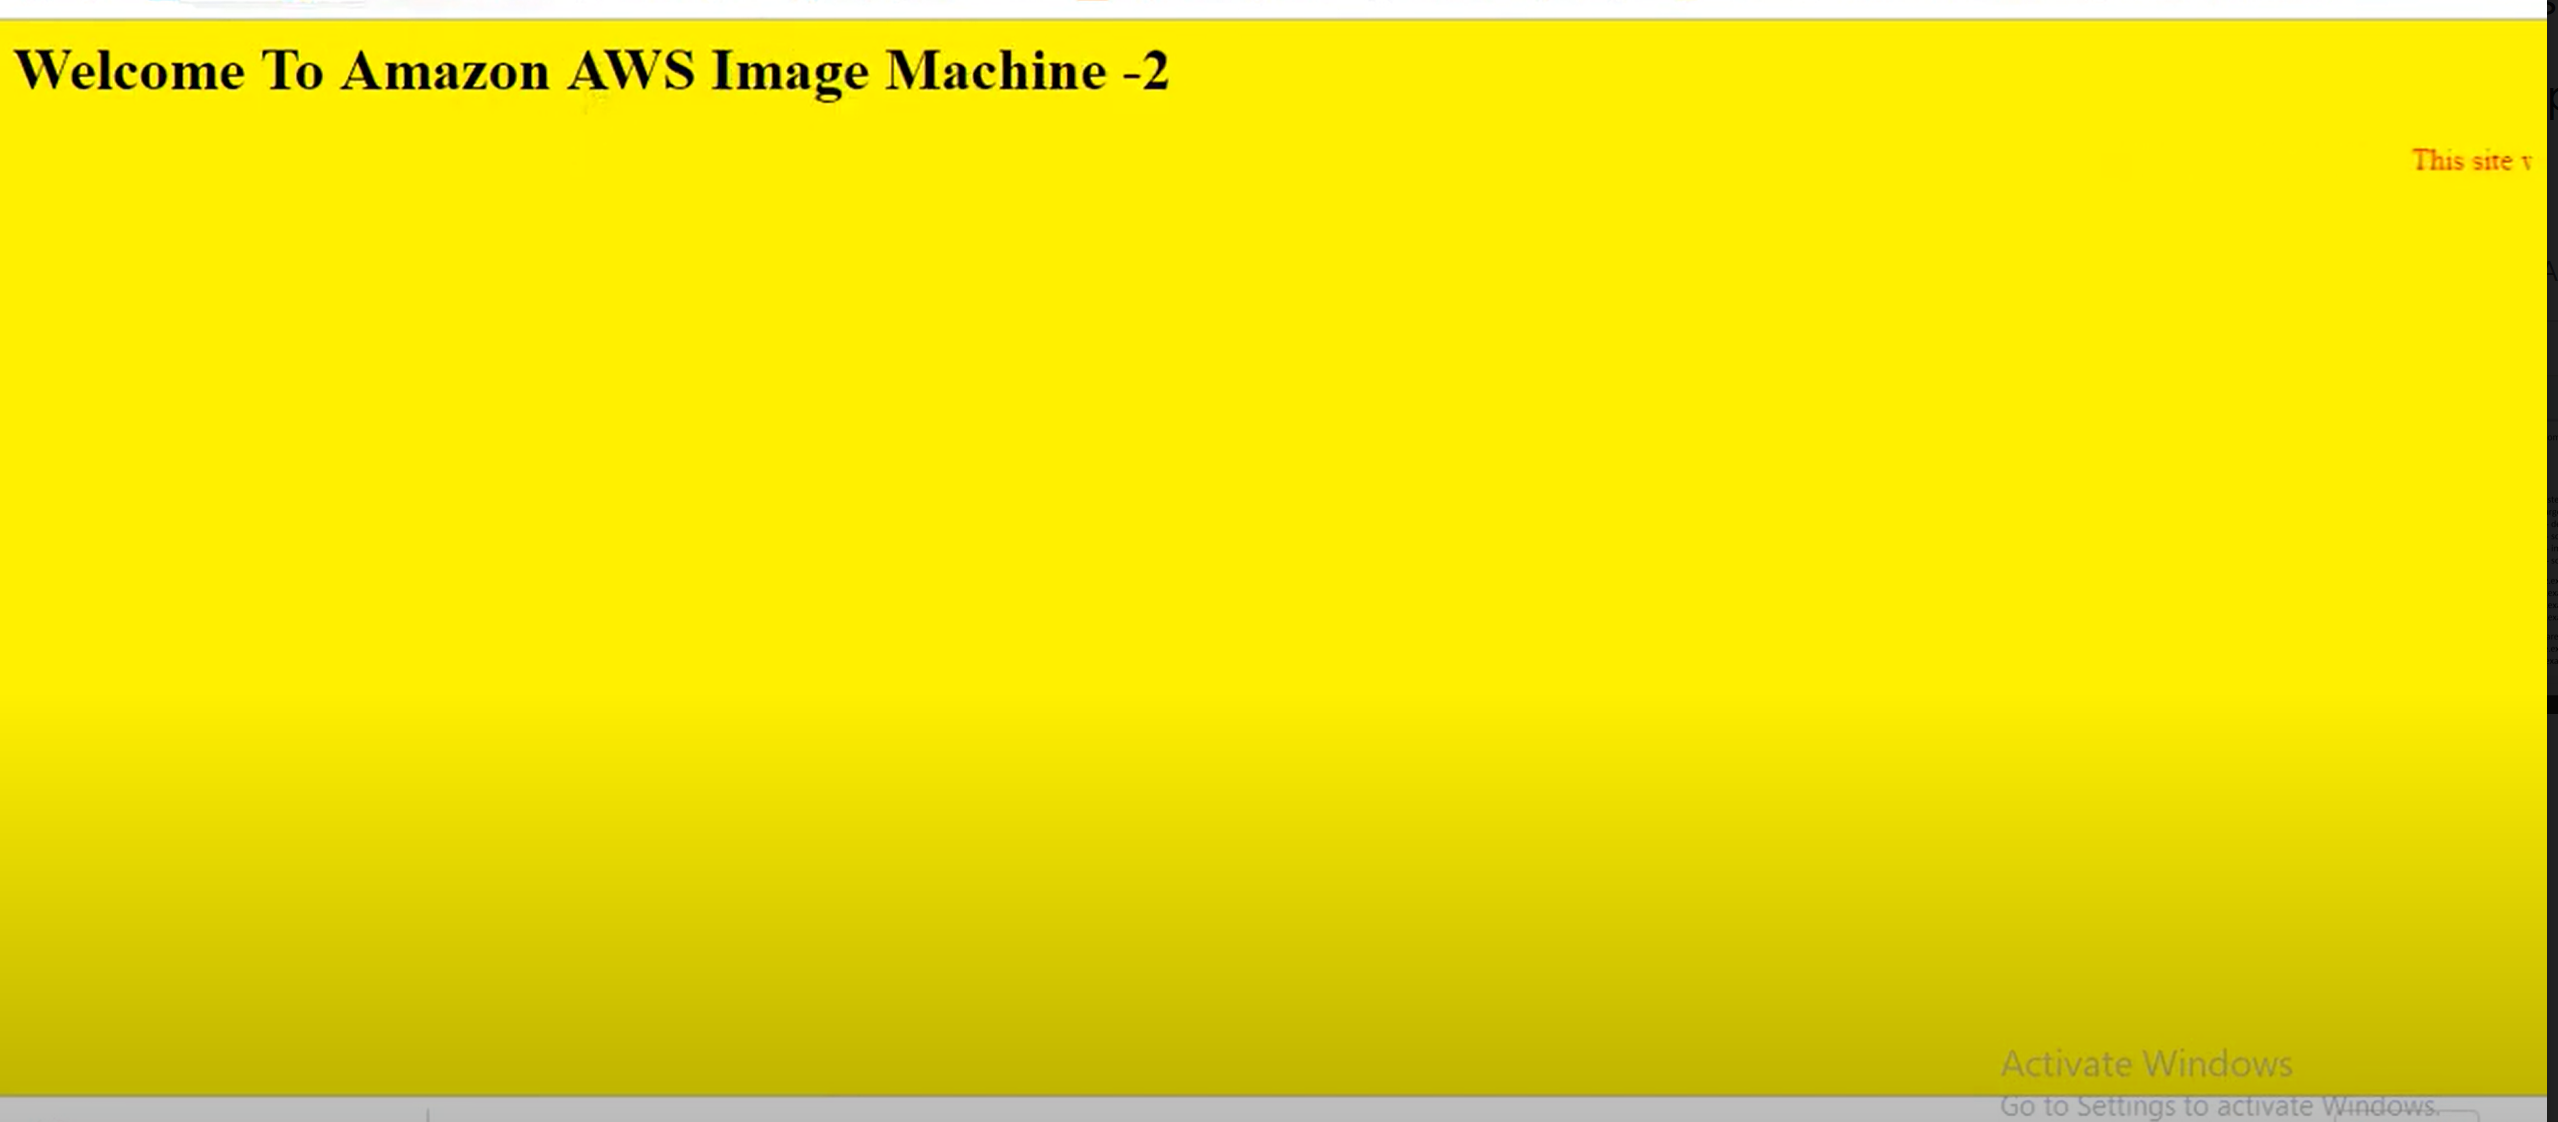 Welcome To Amazon AWS Image Machine -2
This site
Activate Windows
Go to Settings to activate Windows.